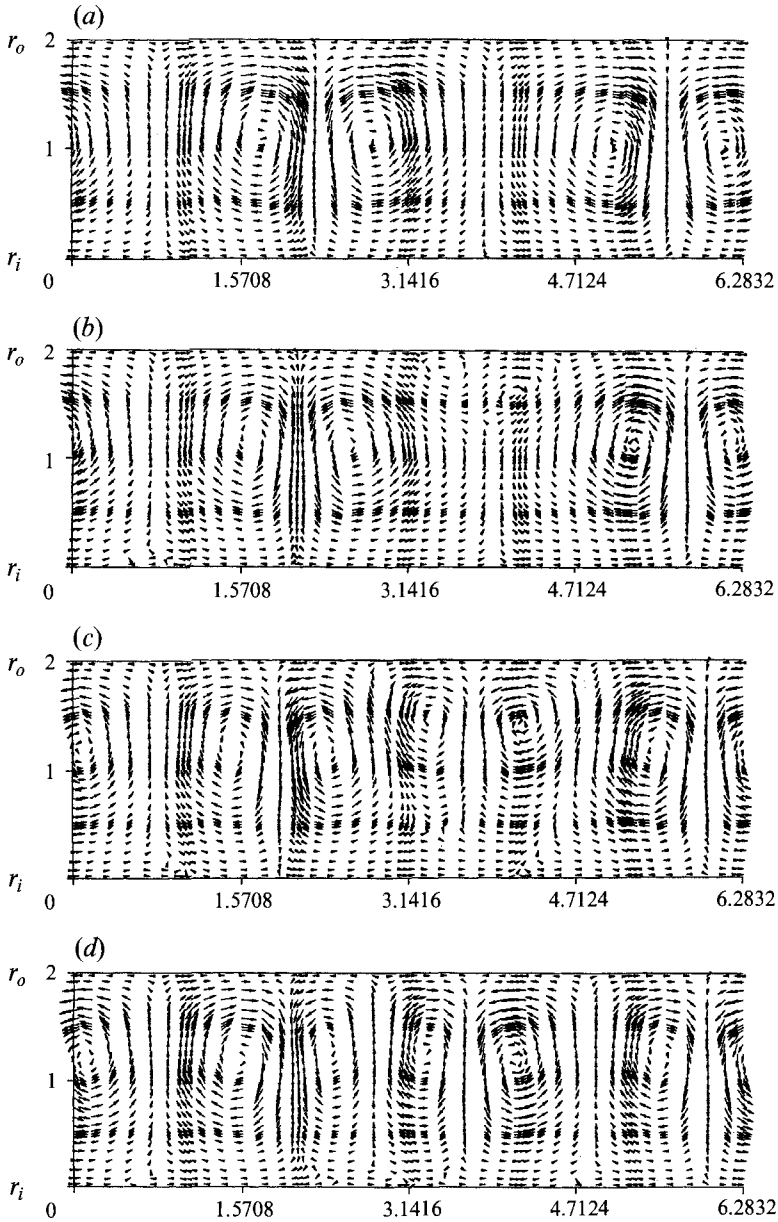 (a)
r_o 2
1
r_i
0 1.5708 3.1416 4.7124 6.2832
(b)
r_o 2
1
r_i
0 1.5708 3.1416 4.7124 6.2832
(c)
r_o 2
1
r_i
0 1.5708 3.1416 4.7124 6.2832
(d)
r_o 2
1
r_i
0 1.5708 3.1416 4.7124 6.2832